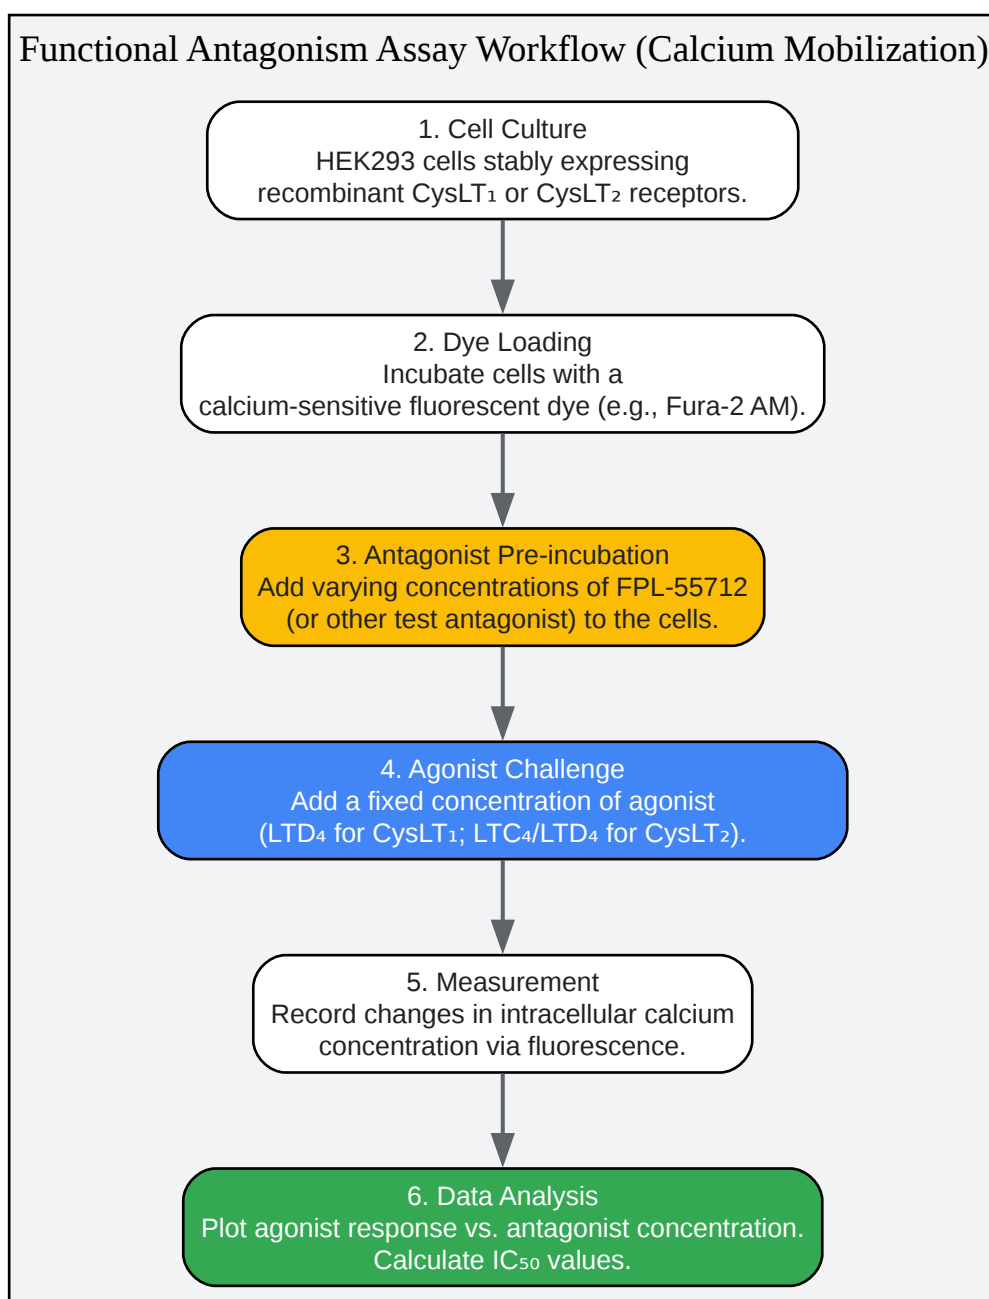 Functional Antagonism Assay Workflow (Calcium Mobilization)
1. Cell Culture
HEK293 cells stably expressing
recombinant CysLT₁ or CysLT₂ receptors.
2. Dye Loading
Incubate cells with a
calcium-sensitive fluorescent dye (e.g., Fura-2 AM).
3. Antagonist Pre-incubation
Add varying concentrations of FPL-55712
(or other test antagonist) to the cells.
4. Agonist Challenge
Add a fixed concentration of agonist
(LTD₄ for CysLT₁; LTC₄/LTD₄ for CysLT₂).
5. Measurement
Record changes in intracellular calcium
concentration via fluorescence.
6. Data Analysis
Plot agonist response vs. antagonist concentration.
Calculate IC₅₀ values.